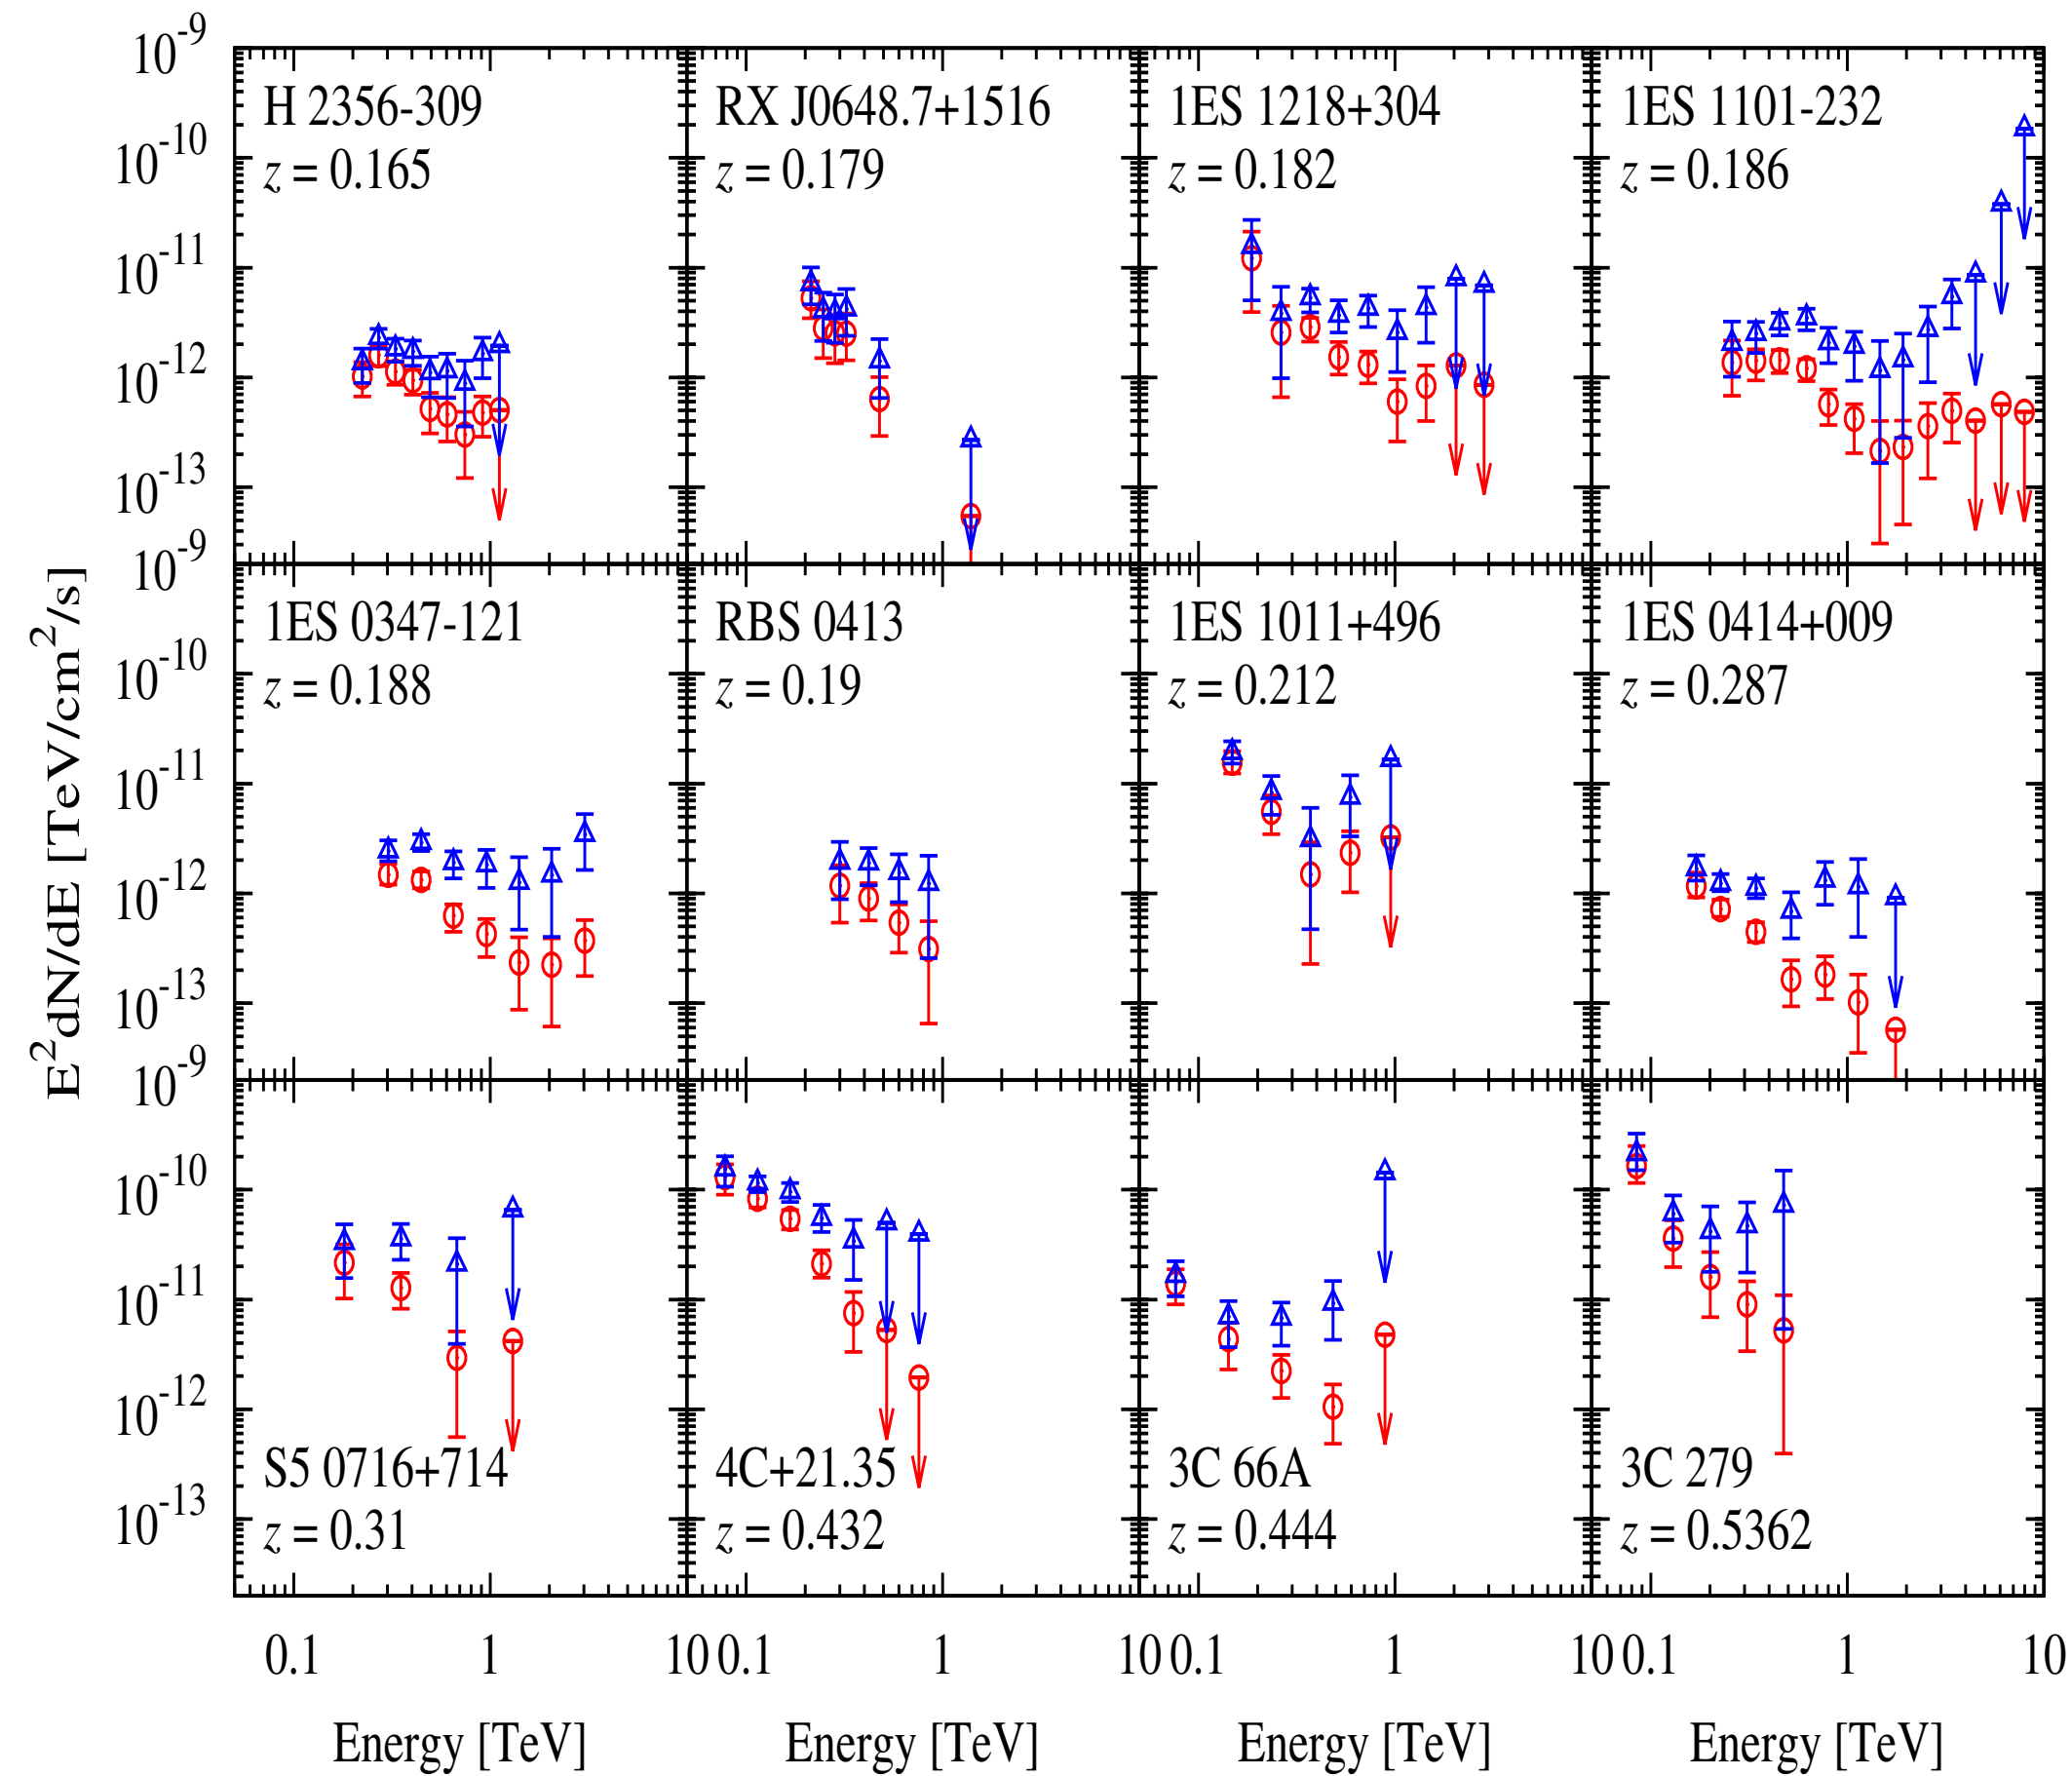 10^-9
H 2356-309
z = 0.165
RX J0648.7+1516
z = 0.179
1ES 1218+304
z = 0.182
1ES 1101-232
z = 0.186
10^-10
10^-11
10^-12
10^-13
10^-9
1ES 0347-121
z = 0.188
RBS 0413
z = 0.19
1ES 1011+496
z = 0.212
1ES 0414+009
z = 0.287
10^-10
10^-11
10^-12
10^-13
10^-9
10^-10
10^-11
10^-12
10^-13
S5 0716+714
z = 0.31
4C+21.35
z = 0.432
3C 66A
z = 0.444
3C 279
z = 0.5362
E^2dN/dE [TeV/cm^2/s]
0.1 1 10 0.1 1 10 0.1 1 10 0.1 1 10
Energy [TeV] Energy [TeV] Energy [TeV] Energy [TeV]